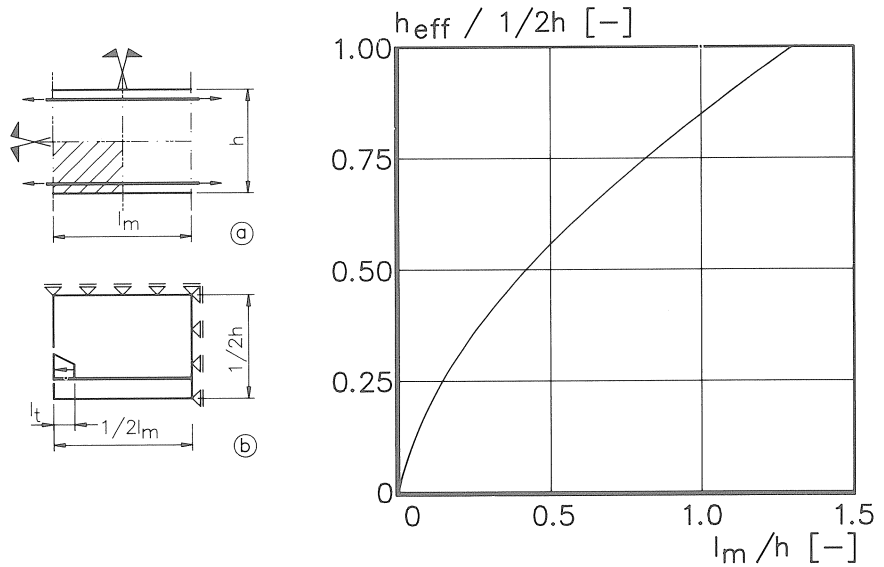 h
l_m
a
1/2h
l_t
1/2l_m
b
h_eff / 1/2h [–]
1.00
0.75
0.50
0.25
0
0 0.5 1.0 1.5
l_m/h [–]